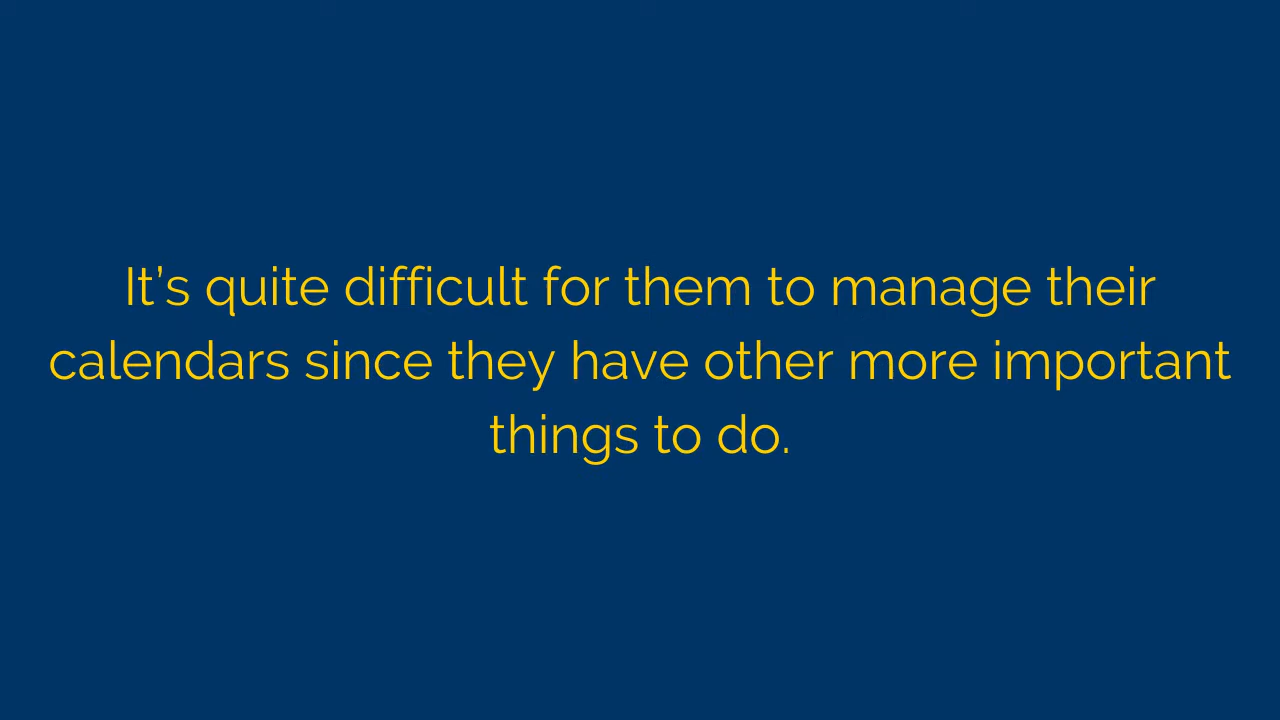 It’s quite difficult for them to manage their
calendars since they have other more important
things to do.